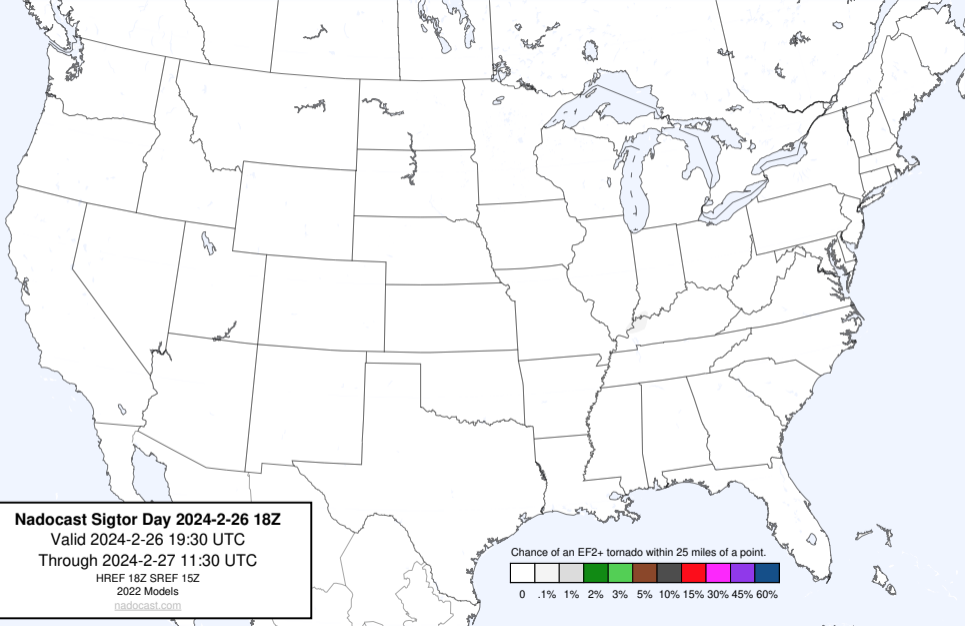 Nadocast Sigtor Day 2024-2-26 18Z
Valid 2024-2-26 19:30 UTC
Through 2024-2-27 11:30 UTC
HREF 18Z SREF 15Z
2022 Models
nadocast.com
Chance of an EF2+ tornado within 25 miles of a point.
0 .1% 1% 2% 3% 5% 10% 15% 30% 45% 60%